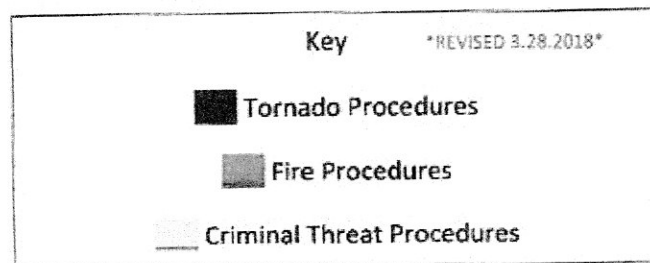 Key *REVISED 3.28.2018*
Tornado Procedures
Fire Procedures
Criminal Threat Procedures